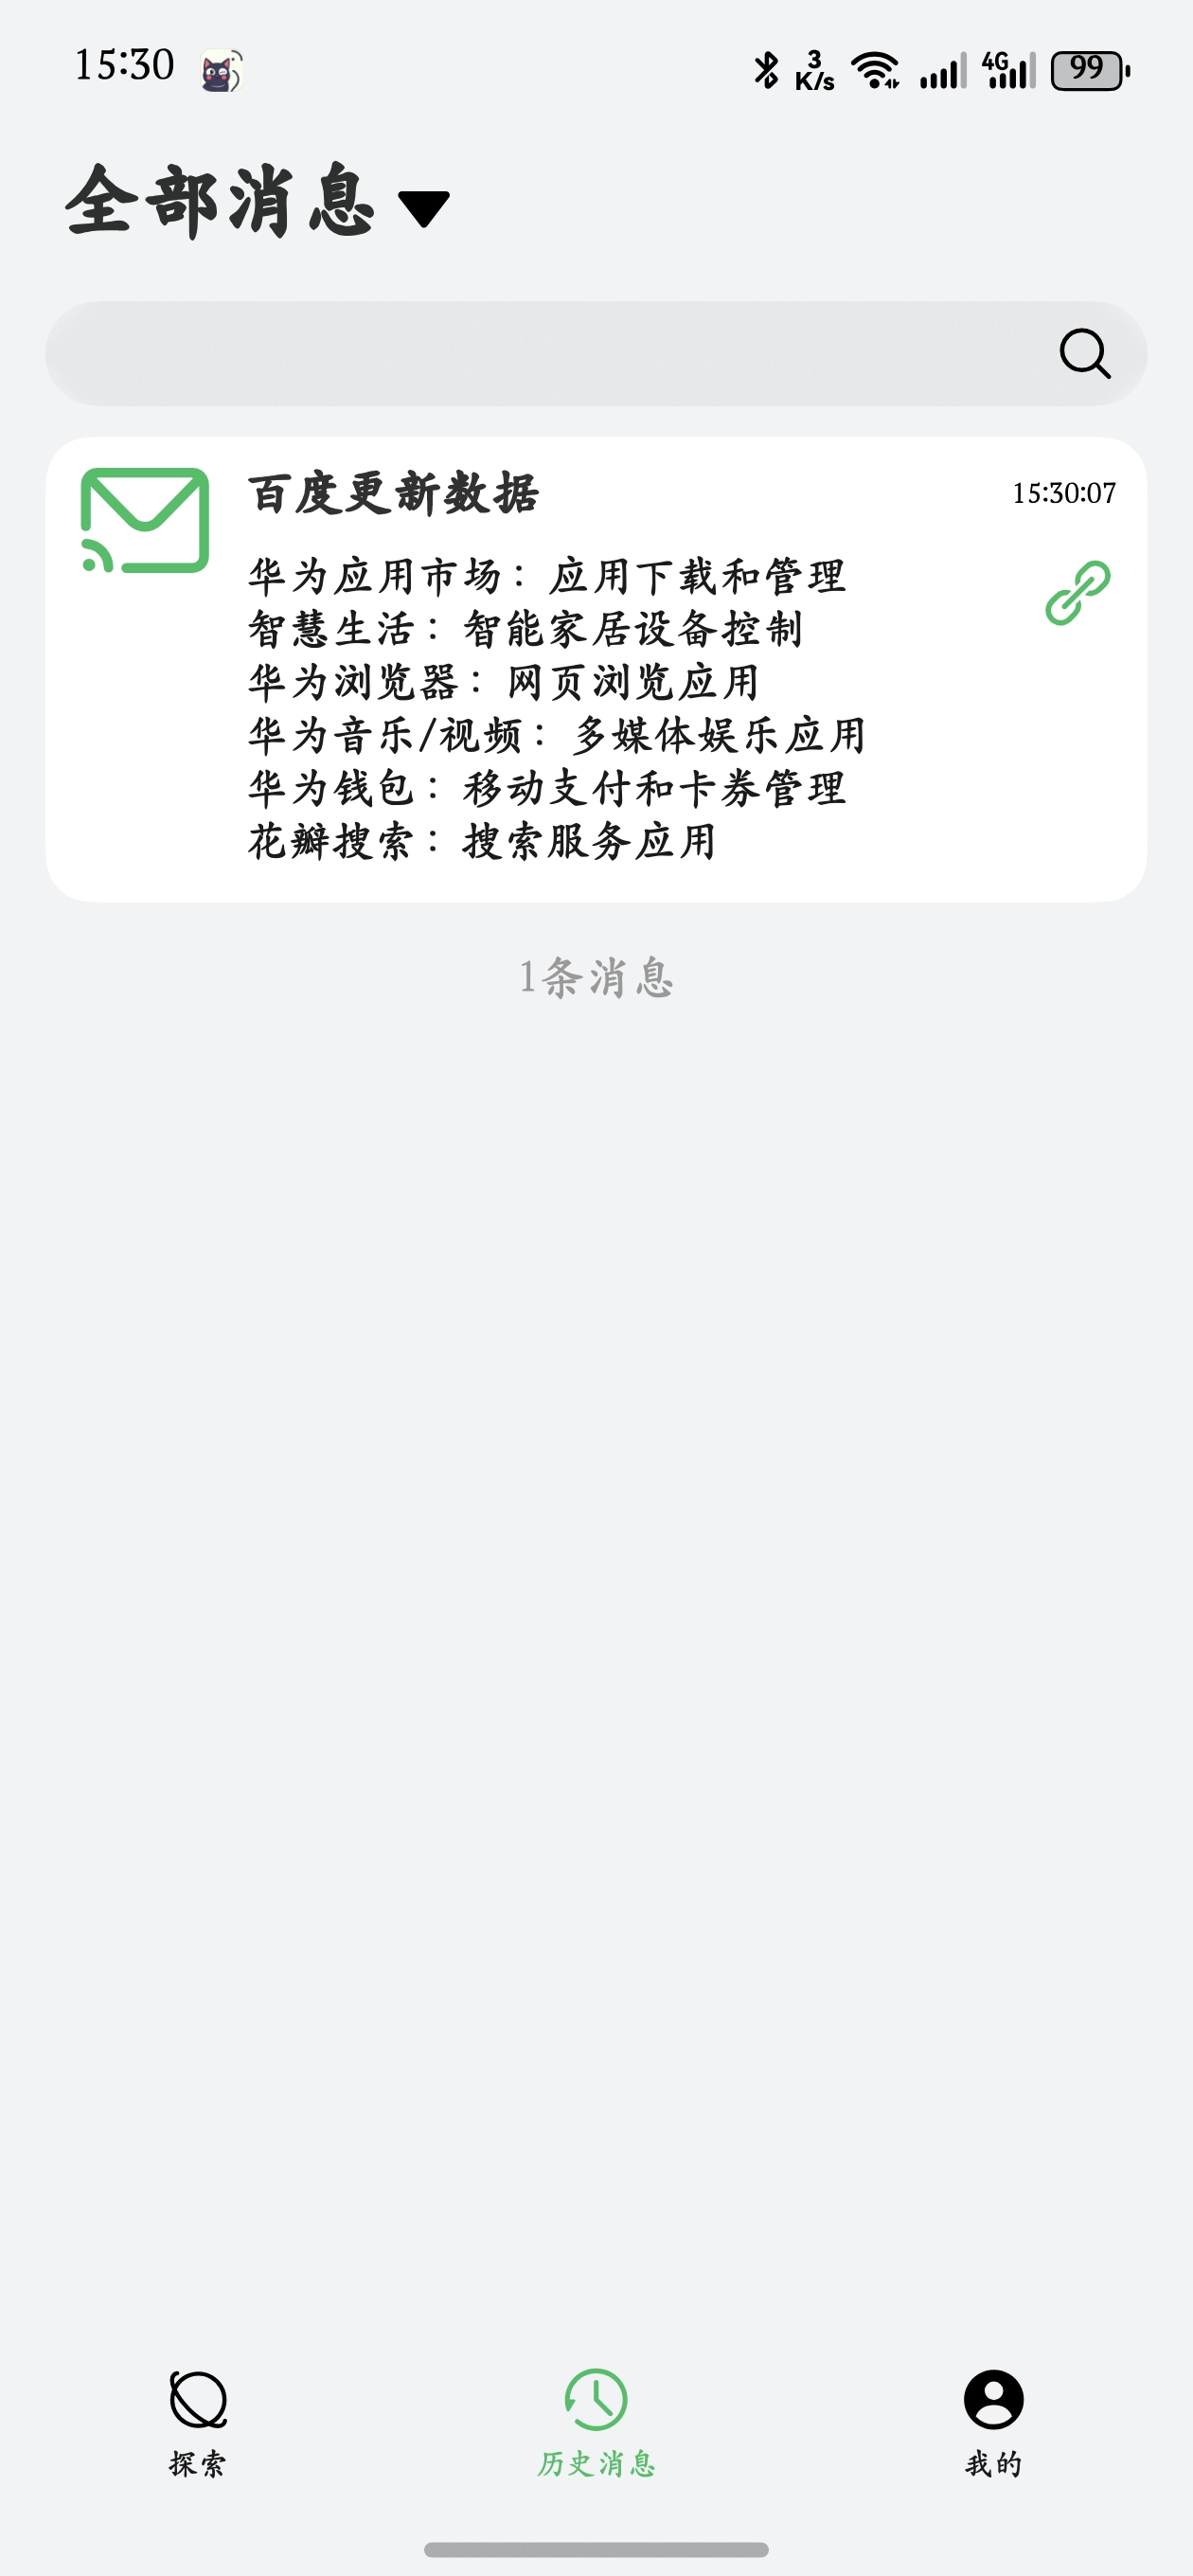 15:30
3
K/s
4G
99
全部消息
百度更新数据
15:30:07
华为应用市场：应用下载和管理
智慧生活：智能家居设备控制
华为浏览器：网页浏览应用
华为音乐/视频：多媒体娱乐应用
华为钱包：移动支付和卡券管理
花瓣搜索：搜索服务应用
1条消息
探索
历史消息
我的